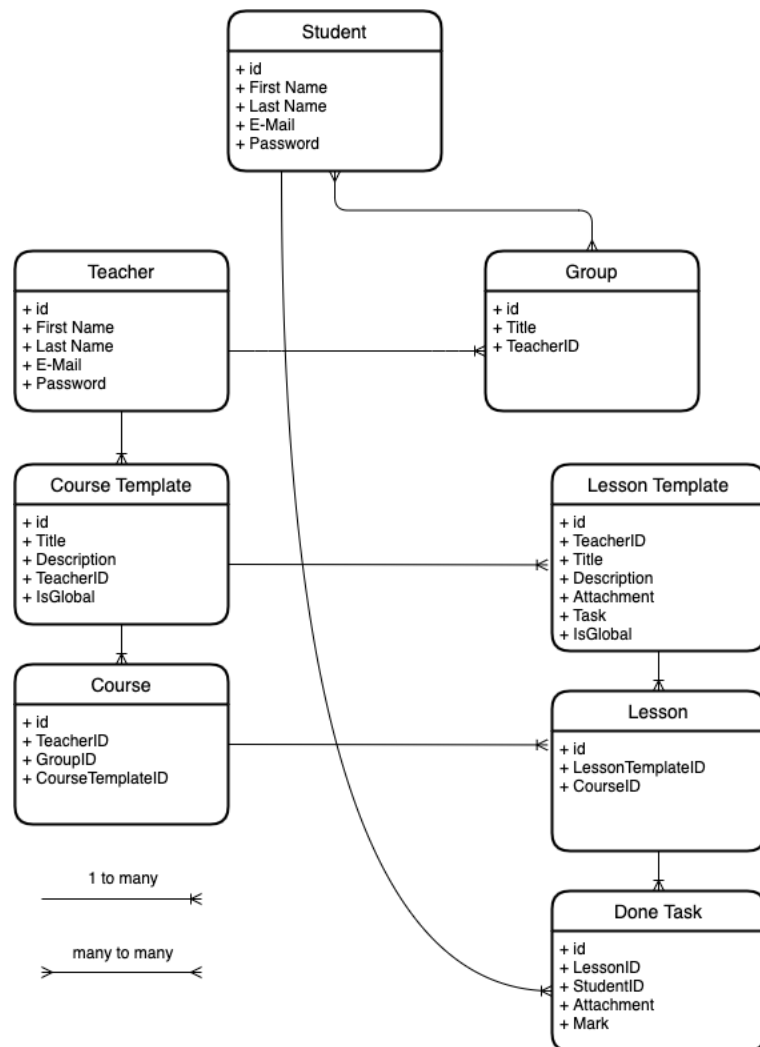 Student
+ id
+ First Name
+ Last Name
+ E-Mail
+ Password
Teacher
+ id
+ First Name
+ Last Name
+ E-Mail
+ Password
Group
+ id
+ Title
+ TeacherID
Course Template
+ id
+ Title
+ Description
+ TeacherID
+ IsGlobal
Lesson Template
+ id
+ TeacherID
+ Title
+ Description
+ Attachment
+ Task
+ IsGlobal
Course
+ id
+ TeacherID
+ GroupID
+ CourseTemplateID
Lesson
+ id
+ LessonTemplateID
+ CourseID
1 to many
many to many
Done Task
+ id
+ LessonID
+ StudentID
+ Attachment
+ Mark